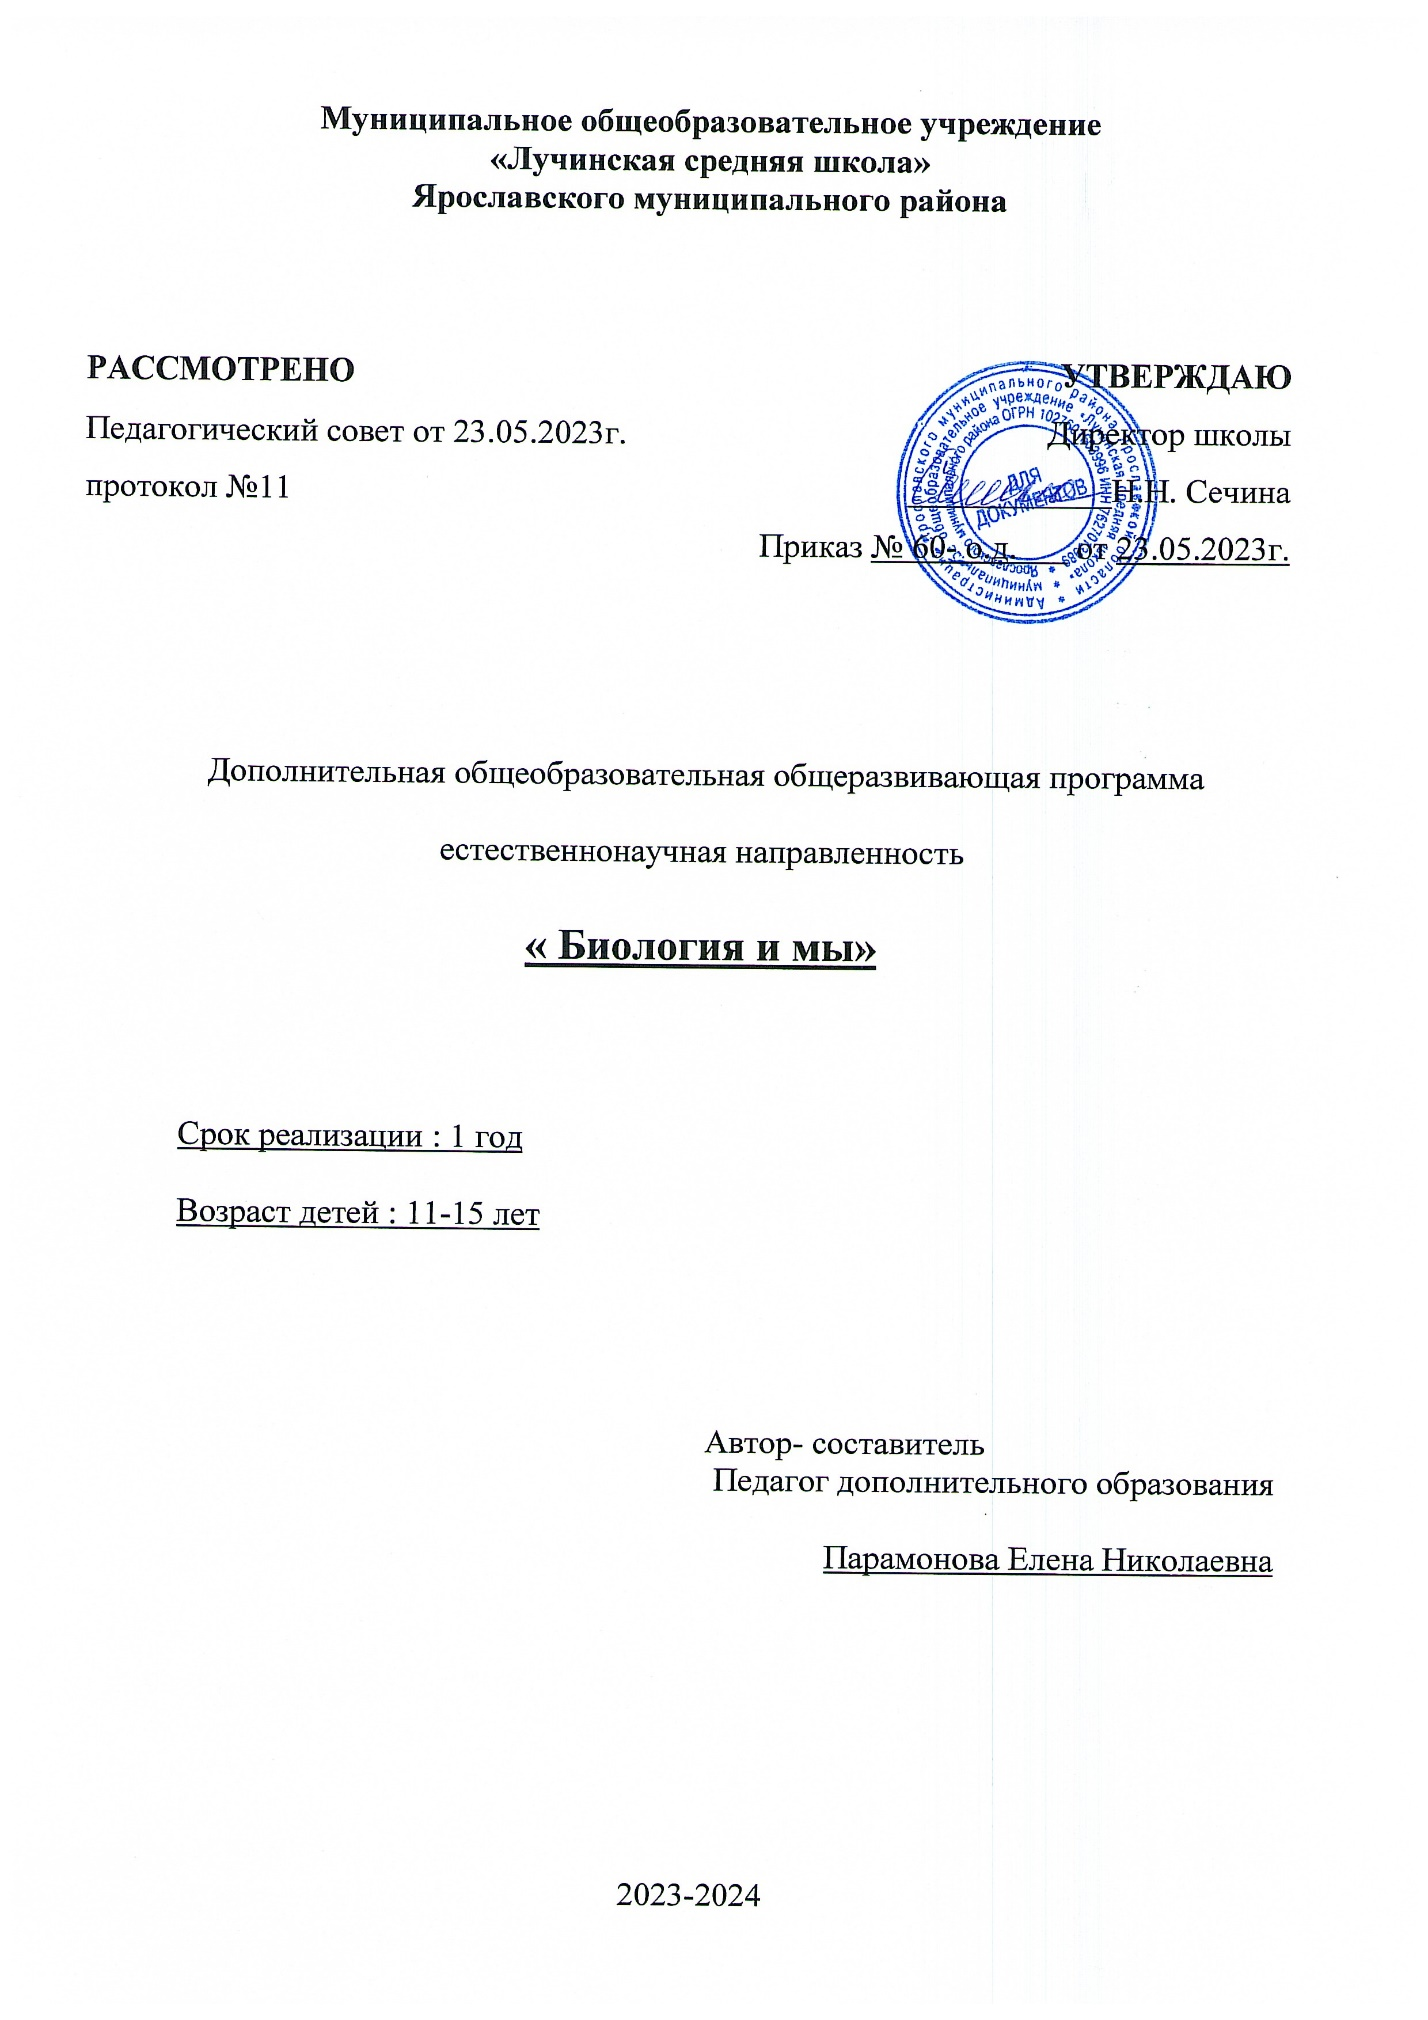 Муниципальное общеобразовательное учреждение
«Лучинская средняя школа»
Ярославского муниципального района
РАССМОТРЕНО
Педагогический совет от 23.05.2023г.
протокол №11
УТВЕРЖДАЮ
Директор школы
Н.Н. Сечина
Приказ № 60- о.д. от 23.05.2023г.
ДЛЯ
ДОКУМЕНТОВ
Дополнительная общеобразовательная общеразвивающая программа
естественнонаучная направленность
« Биология и мы»
Срок реализации : 1 год
Возраст детей : 11-15 лет
Автор- составитель
Педагог дополнительного образования
Парамонова Елена Николаевна
2023-2024